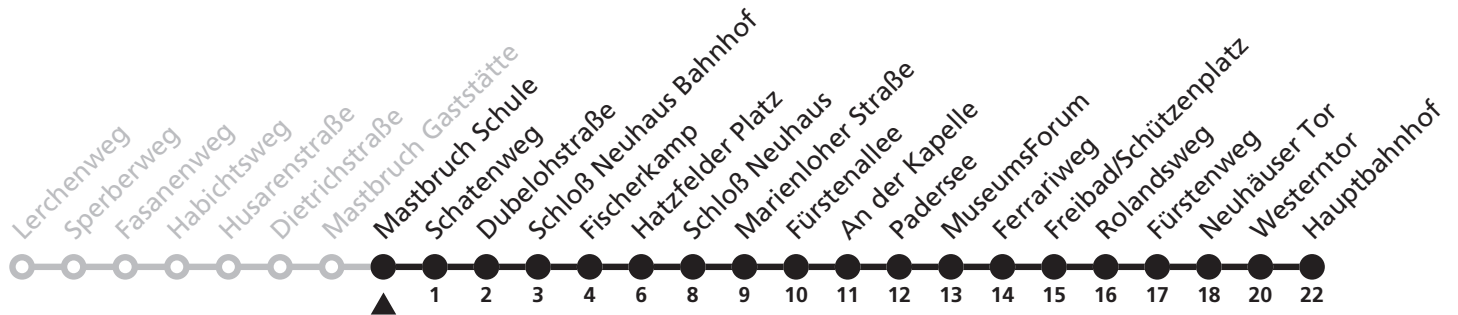 Lerchenweg
Sperberweg
Fasanenweg
Habichtsweg
Husarenstraße
Dietrichstraße
Mastbruch Gaststätte
Mastbruch Schule
Schatenweg
Dubelohstraße
Schloß Neuhaus Bahnhof
Fischerkamp
Hatzfelder Platz
Schloß Neuhaus
Marienloher Straße
Fürstenallee
An der Kapelle
Padersee
MuseumsForum
Ferrariweg
Freibad/Schützenplatz
Rolandsweg
Fürstenweg
Neuhäuser Tor
Westerntor
Hauptbahnhof
1 2 3 4 6 8 9 10 11 12 13 14 15 16 17 18 20 22